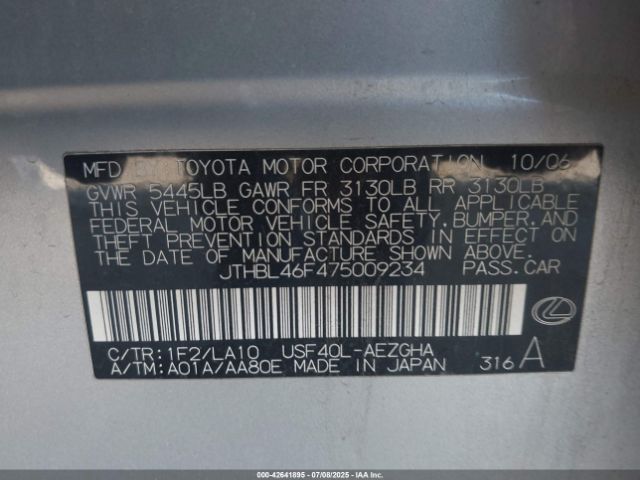 MFD BY: TOYOTA MOTOR CORPORATION 10/06
GVWR 5445LB GAWR FR 3130LB RR 3130LB
THIS VEHICLE CONFORMS TO ALL APPLICABLE
FEDERAL MOTOR VEHICLE SAFETY, BUMPER, AND
THEFT PREVENTION STANDARDS IN EFFECT ON
THE DATE OF MANUFACTURE SHOWN ABOVE.
JTHBL46F475009234 PASS.CAR
C/TR:1F2/LA10 USF40L-AEZGHA
A/TM:A01A/AA80E MADE IN JAPAN 316 A
000-42641895 07/08/2025 IAAI.COM